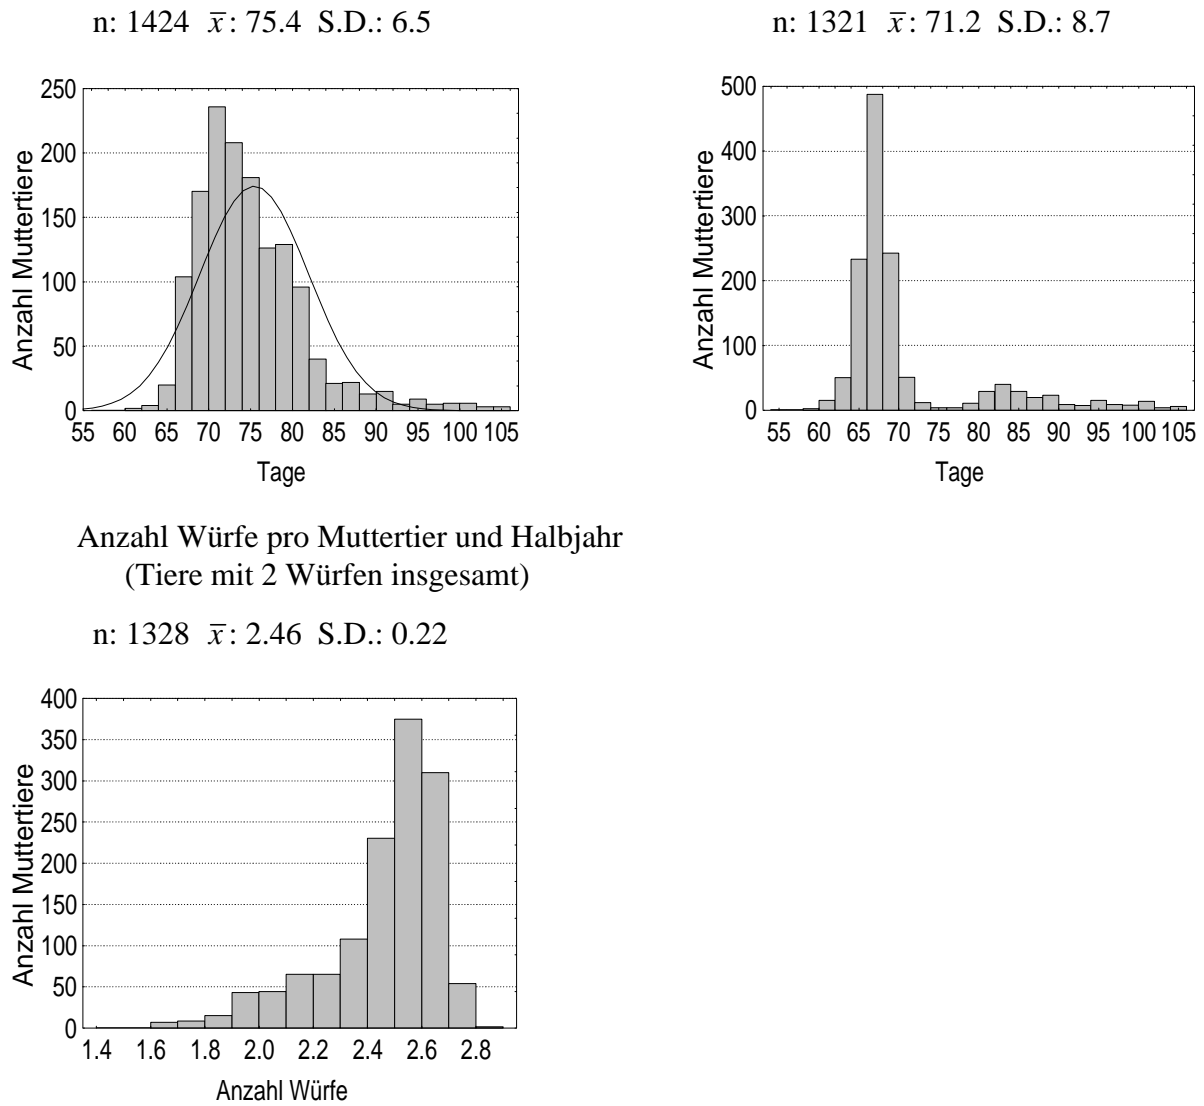 n: 1424 x̄: 75.4 S.D.: 6.5
250
200
150
100
50
0
Anzahl Muttertiere
55 60 65 70 75 80 85 90 95 100 105
Tage
n: 1321 x̄: 71.2 S.D.: 8.7
500
400
300
200
100
0
Anzahl Muttertiere
55 60 65 70 75 80 85 90 95 100 105
Tage
Anzahl Würfe pro Muttertier und Halbjahr
(Tiere mit 2 Würfen insgesamt)
n: 1328 x̄: 2.46 S.D.: 0.22
400
350
300
250
200
150
100
50
0
Anzahl Muttertiere
1.4 1.6 1.8 2.0 2.2 2.4 2.6 2.8
Anzahl Würfe